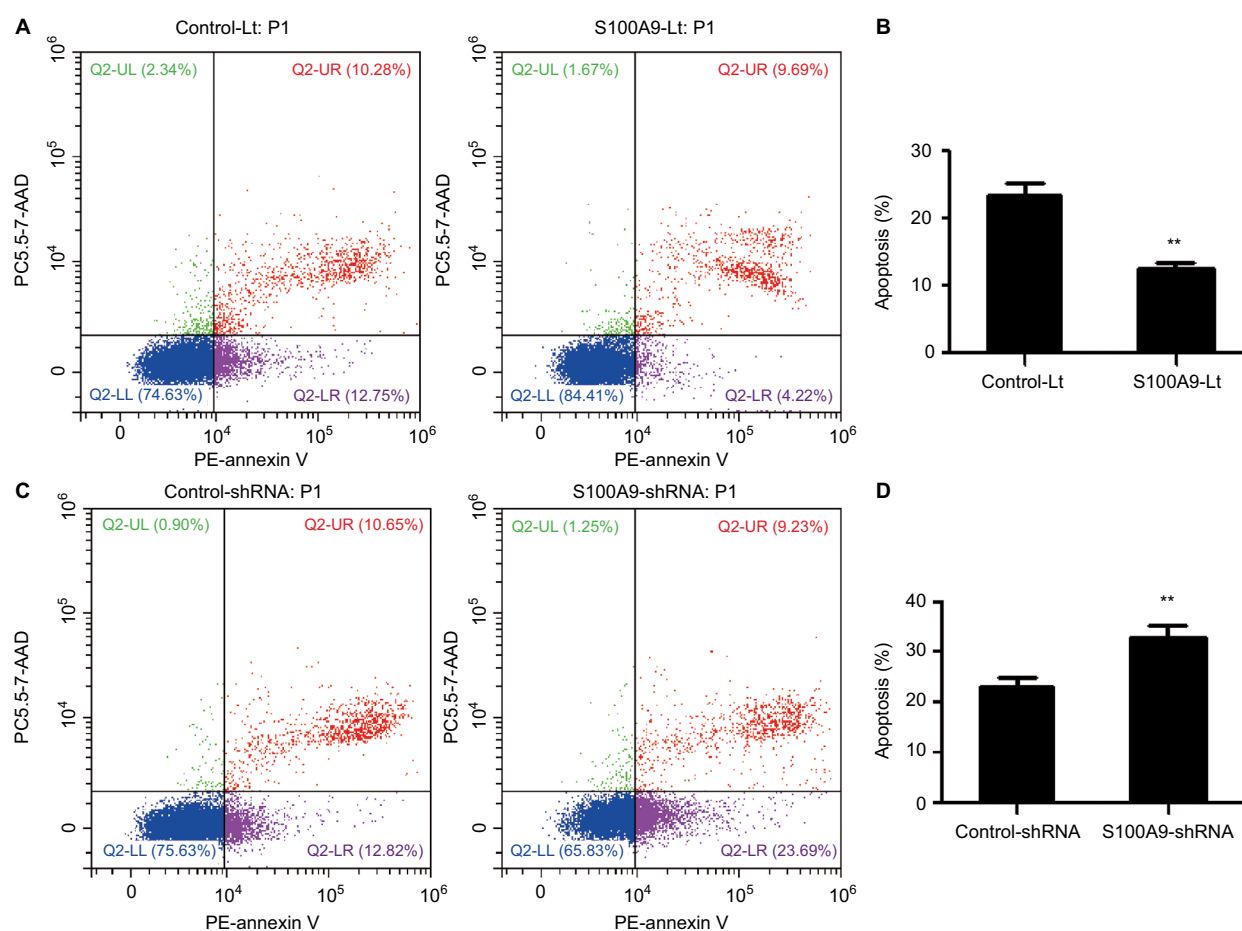 A
Control-Lt: P1
S100A9-Lt: P1
B
10^6
Q2-UL (2.34%)
Q2-UR (10.28%)
10^5
10^4
0
PC5.5-7-AAD
Q2-LL (74.63%)
Q2-LR (12.75%)
0
10^4
10^5
10^6
PE-annexin V
10^6
Q2-UL (1.67%)
Q2-UR (9.69%)
10^5
10^4
0
PC5.5-7-AAD
Q2-LL (84.41%)
Q2-LR (4.22%)
0
10^4
10^5
10^6
PE-annexin V
30
20
10
0
Apoptosis (%)
**
Control-Lt
S100A9-Lt
C
Control-shRNA: P1
S100A9-shRNA: P1
D
10^6
Q2-UL (0.90%)
Q2-UR (10.65%)
10^5
10^4
0
PC5.5-7-AAD
Q2-LL (75.63%)
Q2-LR (12.82%)
0
10^4
10^5
10^6
PE-annexin V
10^6
Q2-UL (1.25%)
Q2-UR (9.23%)
10^5
10^4
0
PC5.5-7-AAD
Q2-LL (65.83%)
Q2-LR (23.69%)
0
10^4
10^5
10^6
PE-annexin V
40
30
20
10
0
Apoptosis (%)
**
Control-shRNA
S100A9-shRNA